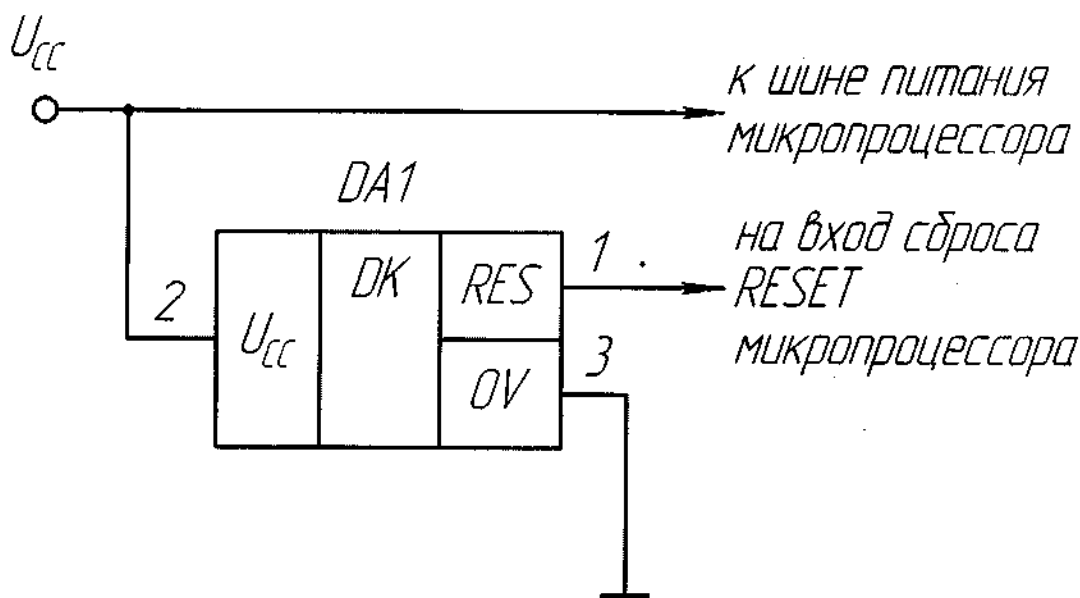 U_CC
к шине питания
микропроцессора
DA1
2
U_CC
DK
RES
0V
1
3
на вход сброса
RESET
микропроцессора